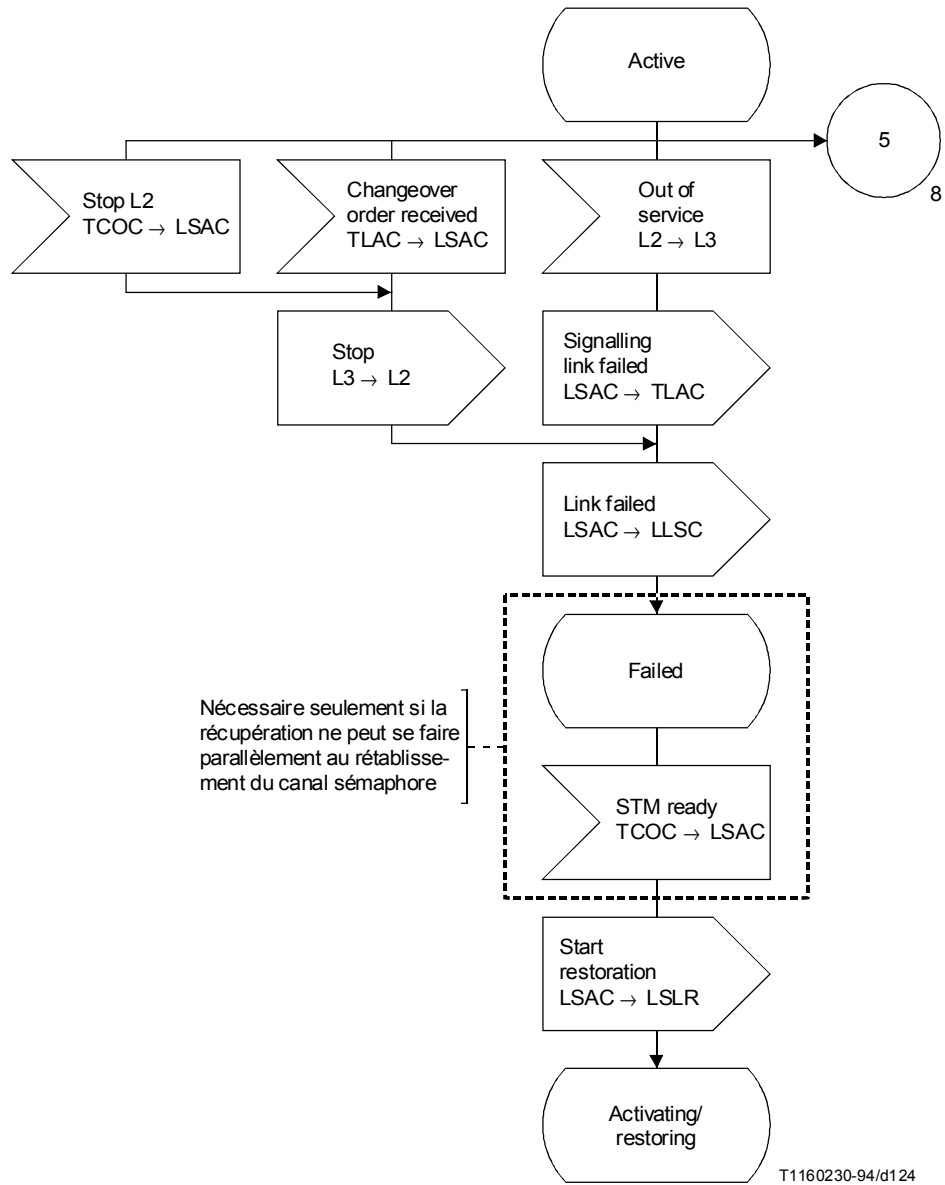 Active
5
8
Stop L2
TCOC → LSAC
Changeover
order received
TLAC → LSAC
Out of
service
L2 → L3
Stop
L3 → L2
Signalling
link failed
LSAC → TLAC
Link failed
LSAC → LLSC
Failed
Nécessaire seulement si la
récupération ne peut se faire
parallèlement au rétablisse-
ment du canal sémaphore
STM ready
TCOC → LSAC
Start
restoration
LSAC → LSLR
Activating/
restoring
T1160230-94/d124